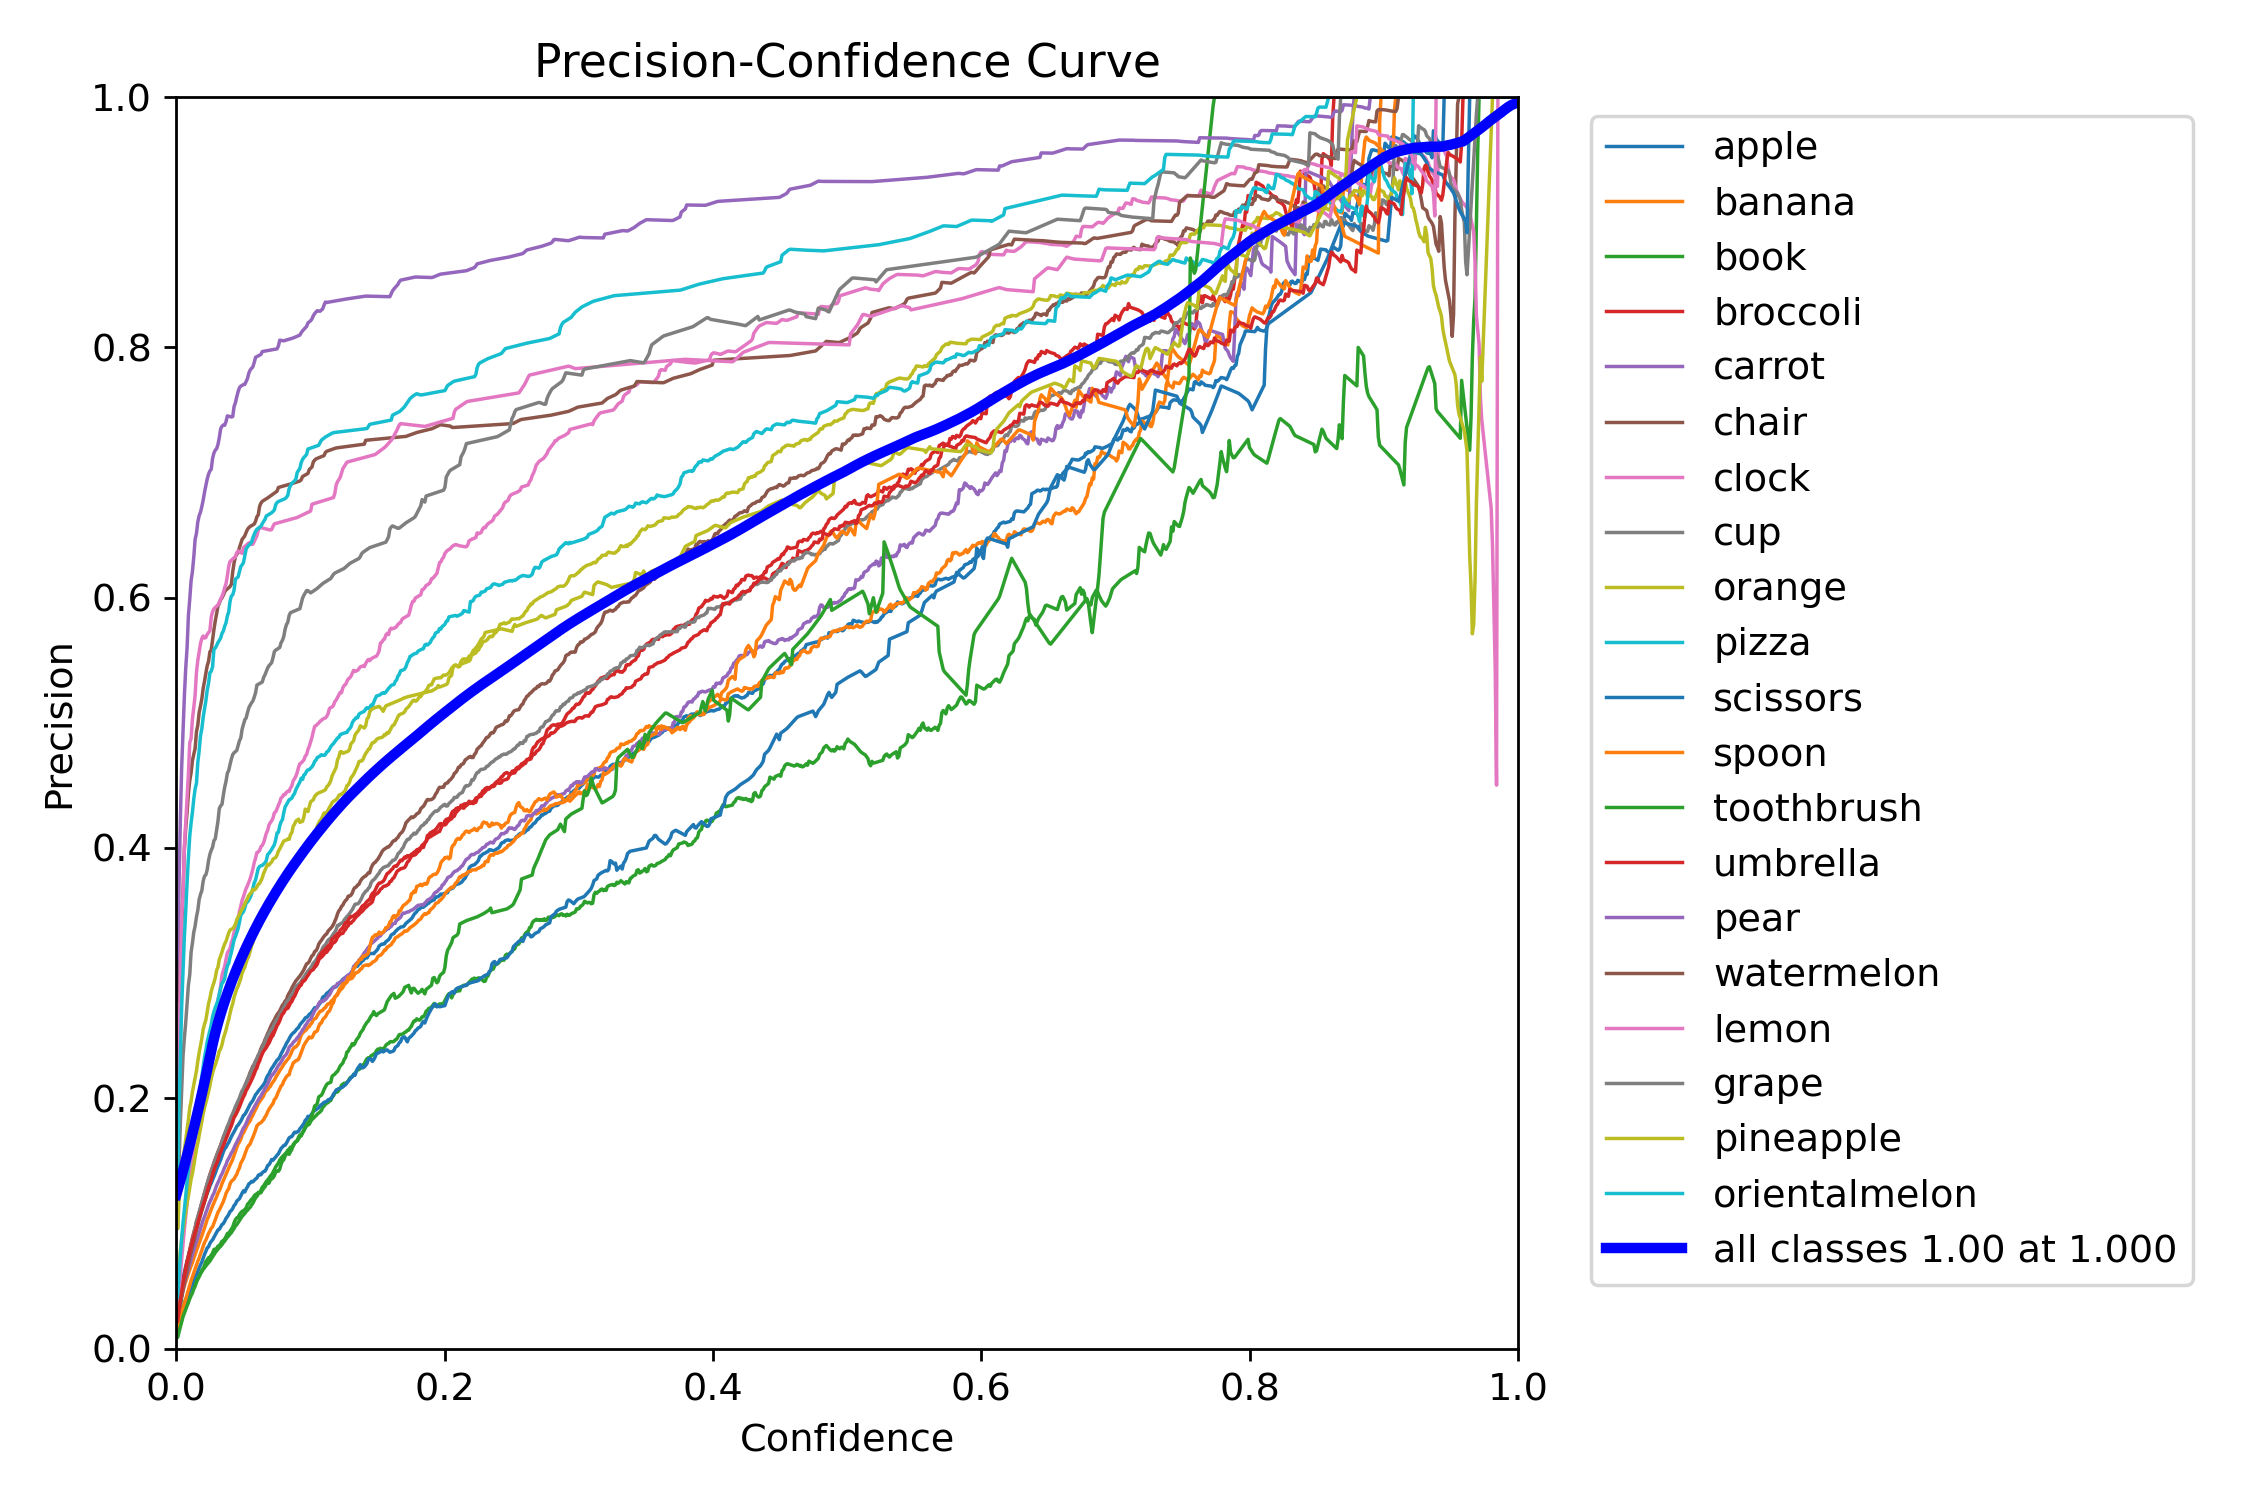 Precision-Confidence Curve
1.0
0.8
0.6
0.4
0.2
0.0
Precision
0.0 0.2 0.4 0.6 0.8 1.0
Confidence
apple
banana
book
broccoli
carrot
chair
clock
cup
orange
pizza
scissors
spoon
toothbrush
umbrella
pear
watermelon
lemon
grape
pineapple
orientalmelon
all classes 1.00 at 1.000